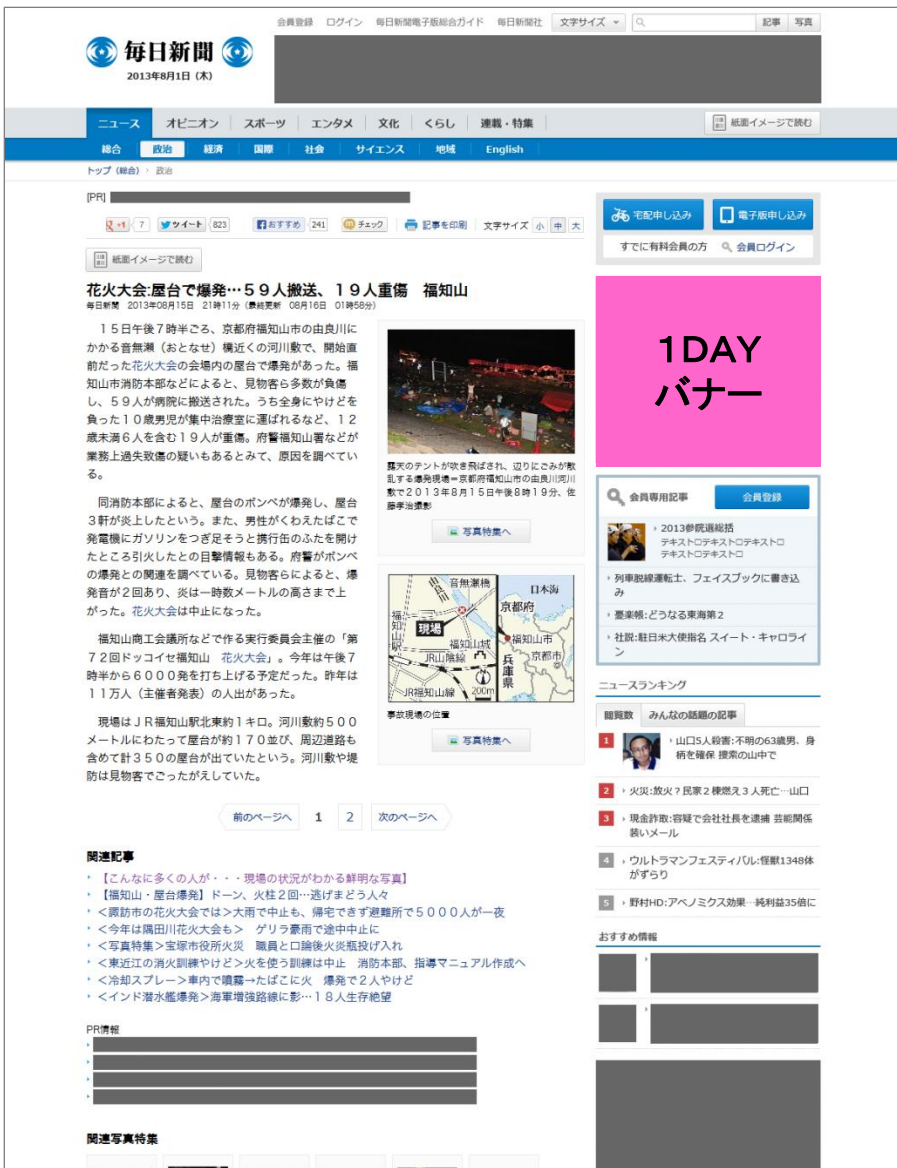 会員登録 ログイン 毎日新聞電子版総合ガイド 毎日新聞社 文字サイズ 記事 写真
毎日新聞
2013年8月1日（木）
ニュース オピニオン スポーツ エンタメ 文化 くらし 連載・特集 紙面イメージで読む
総合 政治 経済 国際 社会 サイエンス 地域 English
トップ（総合） › 政治
[PR]
g +1 7 ツイート 823 おすすめ 241 チェック 記事を印刷 文字サイズ 小 中 大
紙面イメージで読む
花火大会:屋台で爆発…５９人搬送、１９人重傷　福知山
毎日新聞　2013年08月15日　21時11分（最終更新　08月16日　01時58分）
１５日午後７時半ごろ、京都府福知山市の由良川に
かかる音無瀬（おとなせ）橋近くの河川敷で、開始直
前だった花火大会の会場内の屋台で爆発があった。福
知山市消防本部などによると、見物客ら多数が負傷
し、５９人が病院に搬送された。うち全身にやけどを
負った１０歳男児が集中治療室に運ばれるなど、１２
歳未満６人を含む１９人が重傷。府警福知山署などが
業務上過失致傷の疑いもあるとみて、原因を調べてい
る。
同消防本部によると、屋台のボンベが爆発し、屋台
３軒が炎上したという。また、男性がくわえたばこで
発電機にガソリンをつぎ足そうと携行缶のふたを開け
たところ引火したとの目撃情報もある。府警がボンベ
の爆発との関連を調べている。見物客らによると、爆
発音が２回あり、炎は一時数メートルの高さまで上
がった。花火大会は中止になった。
福知山商工会議所などで作る実行委員会主催の「第
７２回ドッコイセ福知山　花火大会」。今年は午後７
時半から６０００発を打ち上げる予定だった。昨年は
１１万人（主催者発表）の人出があった。
現場はＪＲ福知山駅北東約１キロ。河川敷約５００
メートルにわたって屋台が約１７０並び、周辺道路も
含めて計３５０の屋台が出ていたという。河川敷や堤
防は見物客でごったがえしていた。
露天のテントが吹き飛ばされ、辺りにごみが散
乱する爆発現場＝京都府福知山市の由良川河川
敷で２０１３年８月１５日午後８時１９分、佐
藤孝治撮影
写真特集へ
音無瀬橋
日本海
京都府
福知山駅
現場
福知山城
福知山市
JR山陰線
兵庫県
京都市
JR福知山線
200m
事故現場の位置
写真特集へ
前のページへ 1 2 次のページへ
関連記事
【こんなに多くの人が・・・現場の状況がわかる鮮明な写真】
【福知山・屋台爆発】ドーン、火柱２回…逃げまどう人々
＜諏訪市の花火大会では＞大雨で中止も、帰宅できず避難所で５０００人が一夜
＜今年は隅田川花火大会も＞　ゲリラ豪雨で途中中止に
＜写真特集＞宝塚市役所火災　職員と口論後火炎瓶投げ入れ
＜東近江の消火訓練やけど＞火を使う訓練は中止　消防本部、指導マニュアル作成へ
＜冷却スプレー＞車内で噴霧→たばこに火　爆発で２人やけど
＜インド潜水艦爆発＞海軍増強路線に影…１８人生存絶望
PR情報
関連写真特集
宅配申し込み 電子版申し込み
すでに有料会員の方 会員ログイン
1DAY
バナー
会員専用記事 会員登録
2013参院選総括
テキスト□テキスト□テキスト□
テキスト□テキスト□
列車脱線運転士、フェイスブックに書き込
み
憂楽帳:どうなる東海第２
社説:駐日米大使指名 スイート・キャロライ
ン
ニュースランキング
閲覧数 みんなの話題の記事
1 山口5人殺害:不明の63歳男、身
柄を確保 捜索の山中で
2 火災:放火？民家２棟燃え３人死亡…山口
3 現金詐取:容疑で会社社長を逮捕 芸能関係
装いメール
4 ウルトラマンフェスティバル:怪獣1348体
がずらり
5 野村HD:アベノミクス効果…純利益35倍に
おすすめ情報